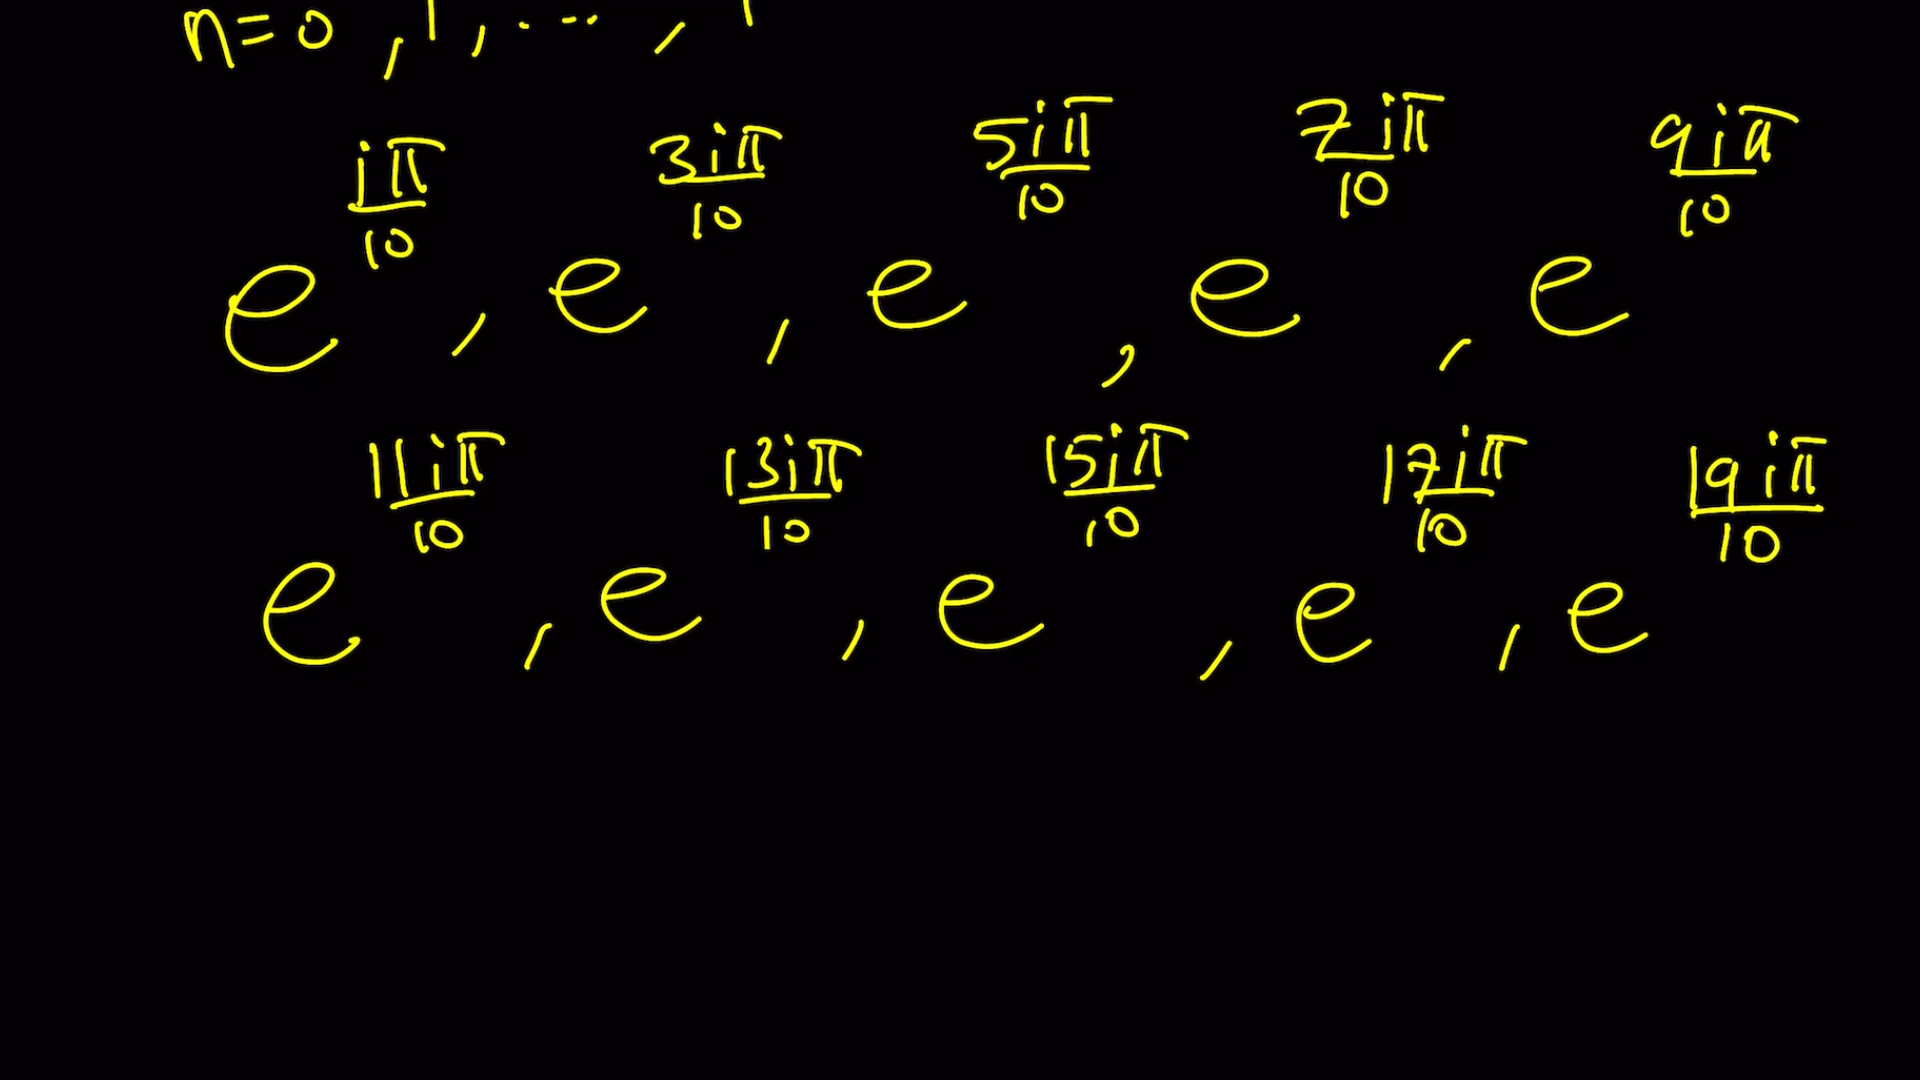 n=0, 1, ..., 
e^(iπ/10), e^(3iπ/10), e^(5iπ/10), e^(7iπ/10), e^(9iπ/10)
e^(11iπ/10), e^(13iπ/10), e^(15iπ/10), e^(17iπ/10), e^(19iπ/10)